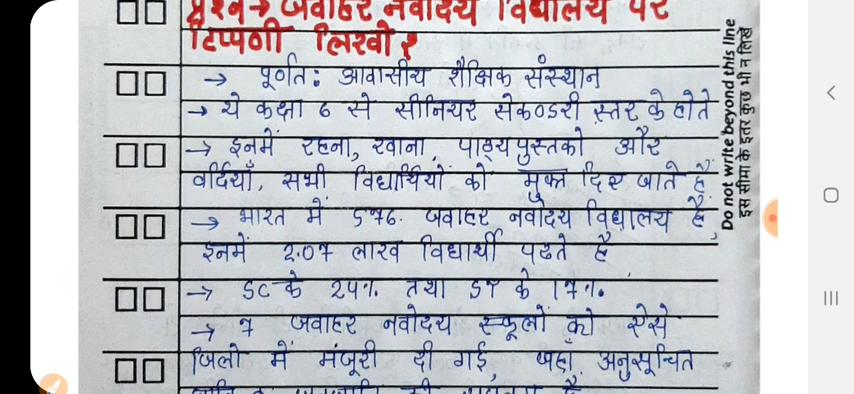 प्रश्न→ जवाहर नवोदय विद्यालय पर
टिप्पणी लिखो ?
→ पूर्णत: आवासीय शैक्षिक संस्थान
→ ये कक्षा 6 से सीनियर सेकण्डरी स्तर के होते
→ इनमें रहना, खाना, पाठ्यपुस्तको और
वर्दियाँ, सभी विद्यार्थियों को मुफ्त दिए जाते हैं
→ भारत में 576. जवाहर नवोदय विद्यालय हैं,
इनमें 2.07 लाख विद्यार्थी पढते है
→ SC के 24%. तथा ST के 17%.
→ 7 जवाहर नवोदय स्कूलों को ऐसे
जिलों में मंजूरी दी गई, जहाँ अनुसूचित
Do not write beyond this line
इस सीमा के इतर कुछ भी न लिखें